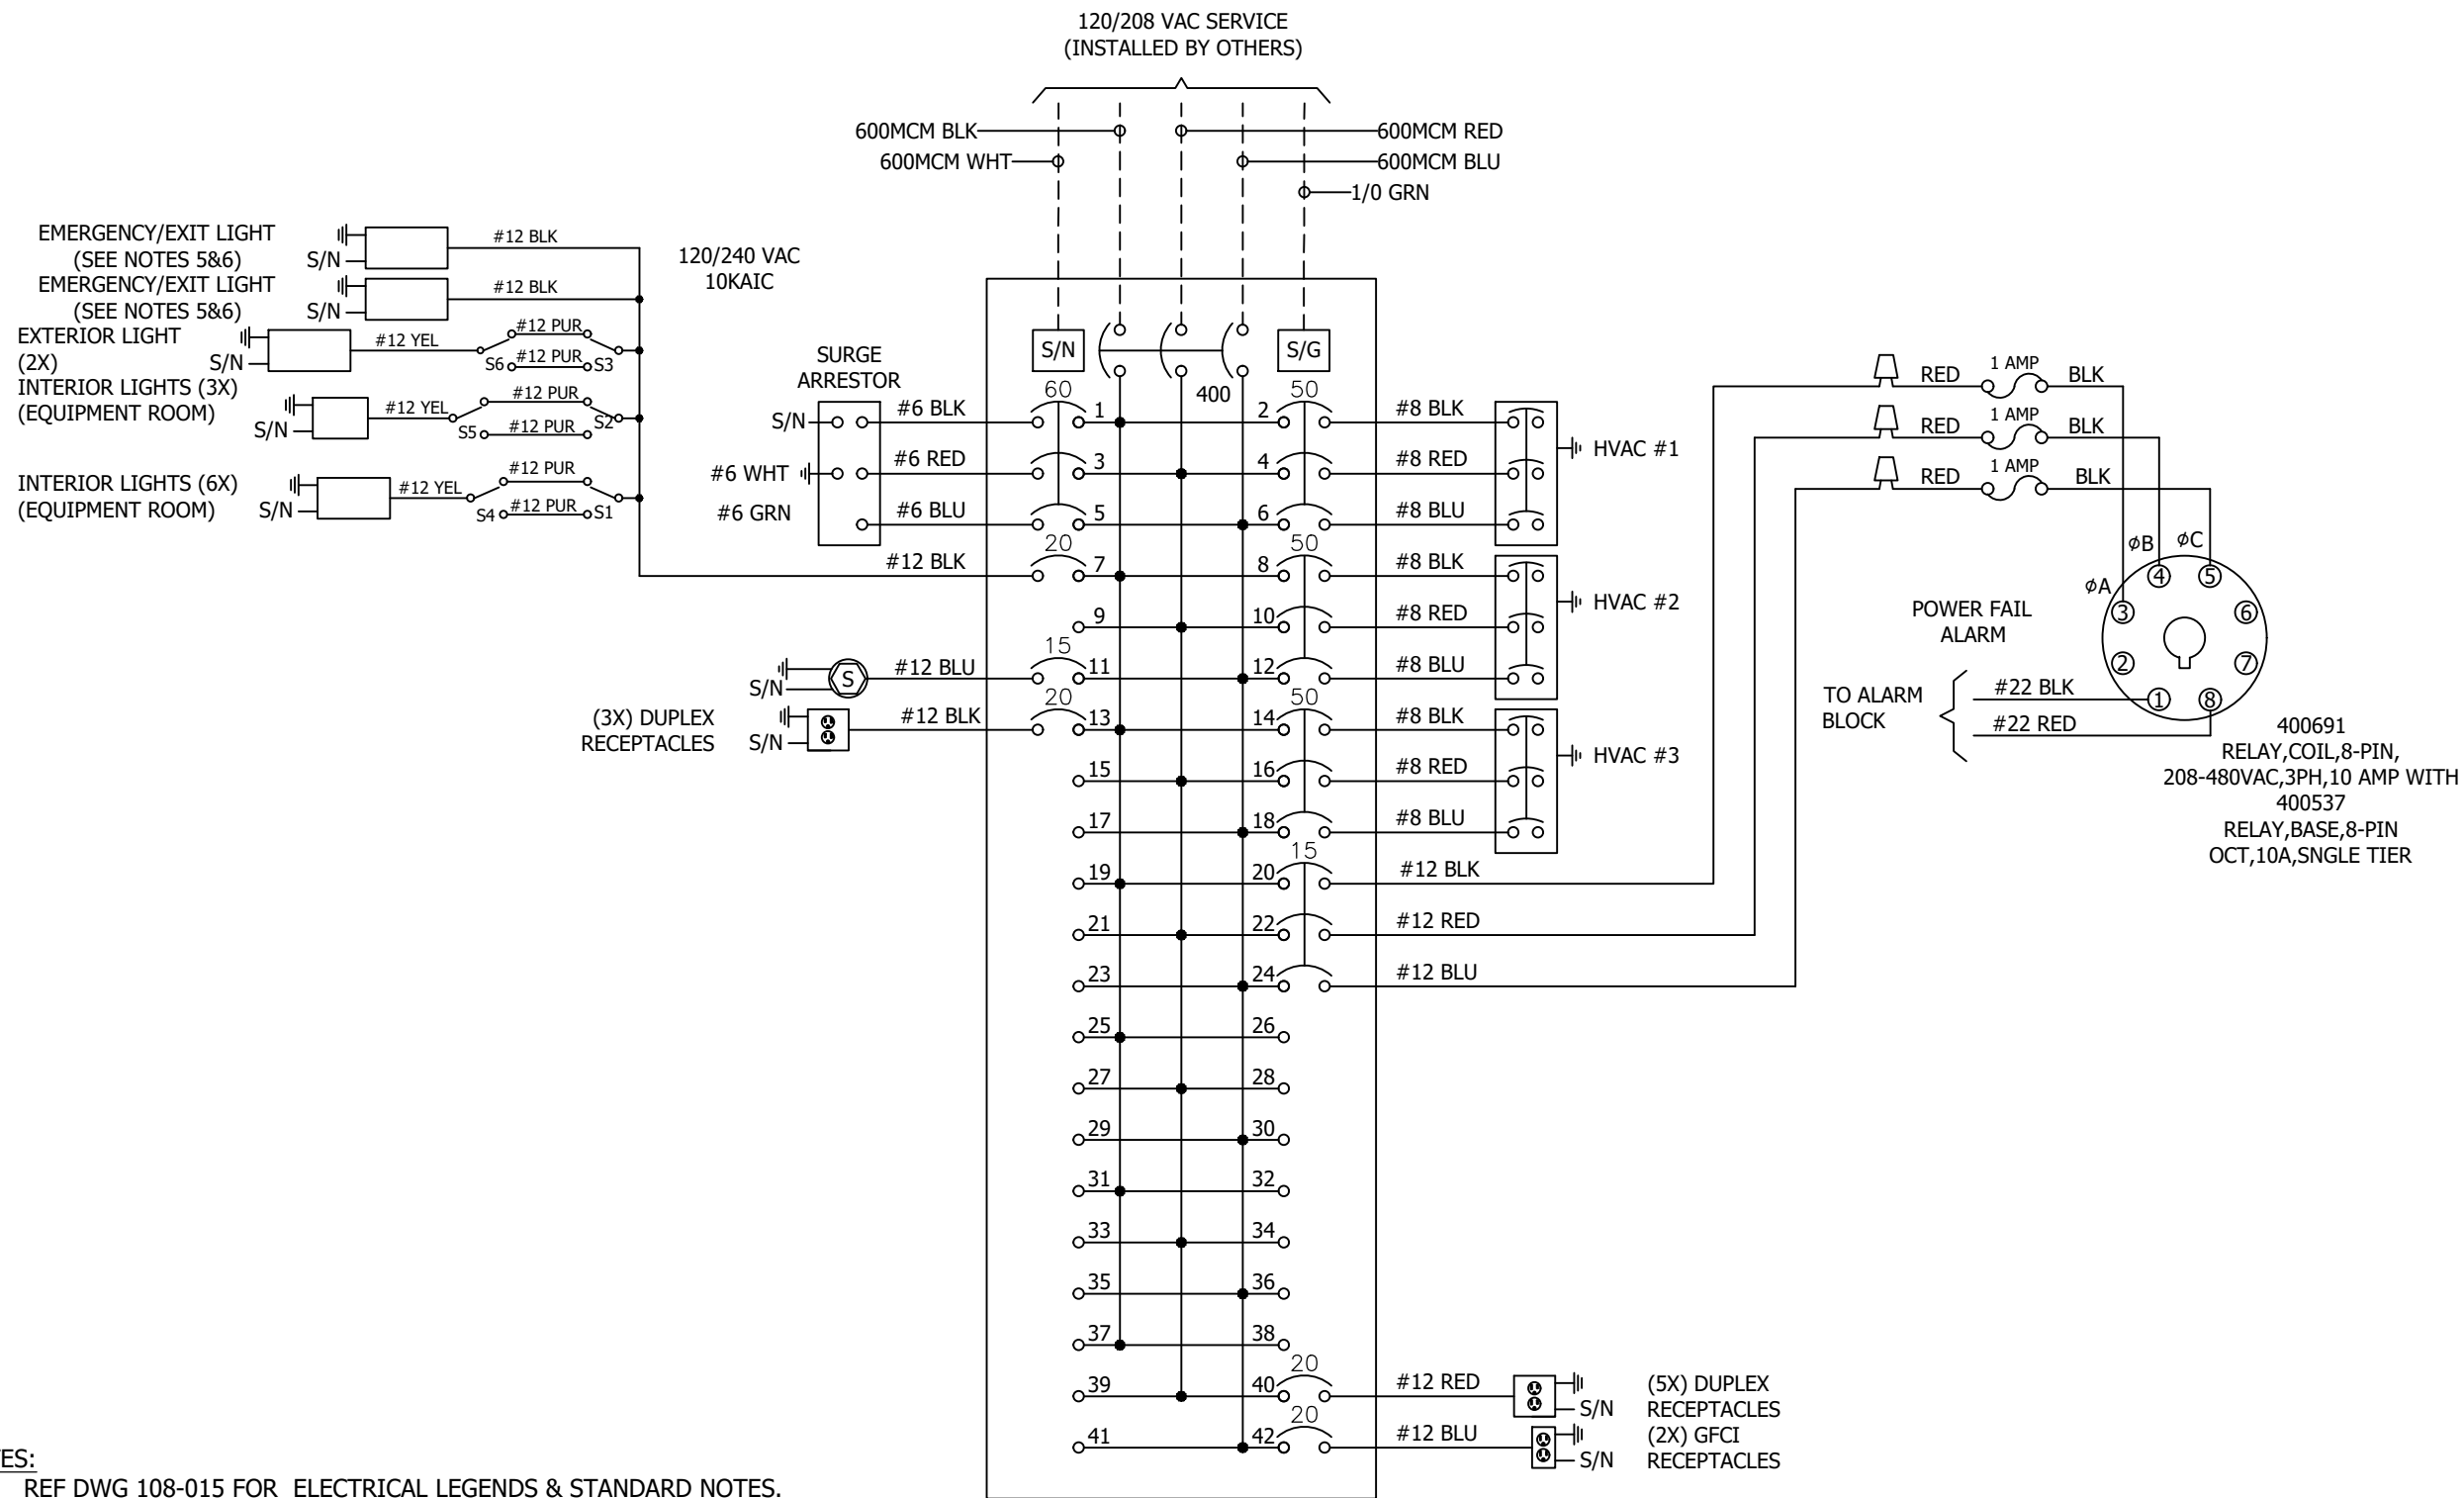 120/208 VAC SERVICE
(INSTALLED BY OTHERS)
600MCM BLK
600MCM RED
600MCM WHT
600MCM BLU
1/0 GRN
EMERGENCY/EXIT LIGHT
(SEE NOTES 5&6)
S/N
#12 BLK
EMERGENCY/EXIT LIGHT
(SEE NOTES 5&6)
S/N
#12 BLK
EXTERIOR LIGHT
(2X)
S/N
#12 YEL
#12 PUR
S6
#12 PUR
S3
INTERIOR LIGHTS (3X)
(EQUIPMENT ROOM)
S/N
#12 YEL
#12 PUR
S5
#12 PUR
S2
INTERIOR LIGHTS (6X)
(EQUIPMENT ROOM)
S/N
#12 YEL
#12 PUR
S4
#12 PUR
S1
120/240 VAC
10KAIC
S/N
S/G
400
SURGE
ARRESTOR
S/N
#6 WHT
#6 GRN
#6 BLK
#6 RED
#6 BLU
60
1
3
5
#12 BLK
20
7
9
S/N
S
#12 BLU
15
11
(3X) DUPLEX
RECEPTACLES
S/N
#12 BLK
20
13
15
17
19
21
23
25
27
29
31
33
35
37
39
41
50
2
#8 BLK
4
#8 RED
6
#8 BLU
HVAC #1
50
8
#8 BLK
10
#8 RED
12
#8 BLU
HVAC #2
50
14
#8 BLK
16
#8 RED
18
#8 BLU
HVAC #3
15
20
#12 BLK
22
#12 RED
24
#12 BLU
26
28
30
32
34
36
38
20
40
#12 RED
S/N
(5X) DUPLEX
RECEPTACLES
20
42
#12 BLU
S/N
(2X) GFCI
RECEPTACLES
RED
1 AMP
BLK
RED
1 AMP
BLK
RED
1 AMP
BLK
øA
øB
øC
3
4
5
6
2
7
1
8
POWER FAIL
ALARM
TO ALARM
BLOCK
#22 BLK
#22 RED
400691
RELAY,COIL,8-PIN,
208-480VAC,3PH,10 AMP WITH
400537
RELAY,BASE,8-PIN
OCT,10A,SNGLE TIER
TES:
REF DWG 108-015 FOR ELECTRICAL LEGENDS & STANDARD NOTES.